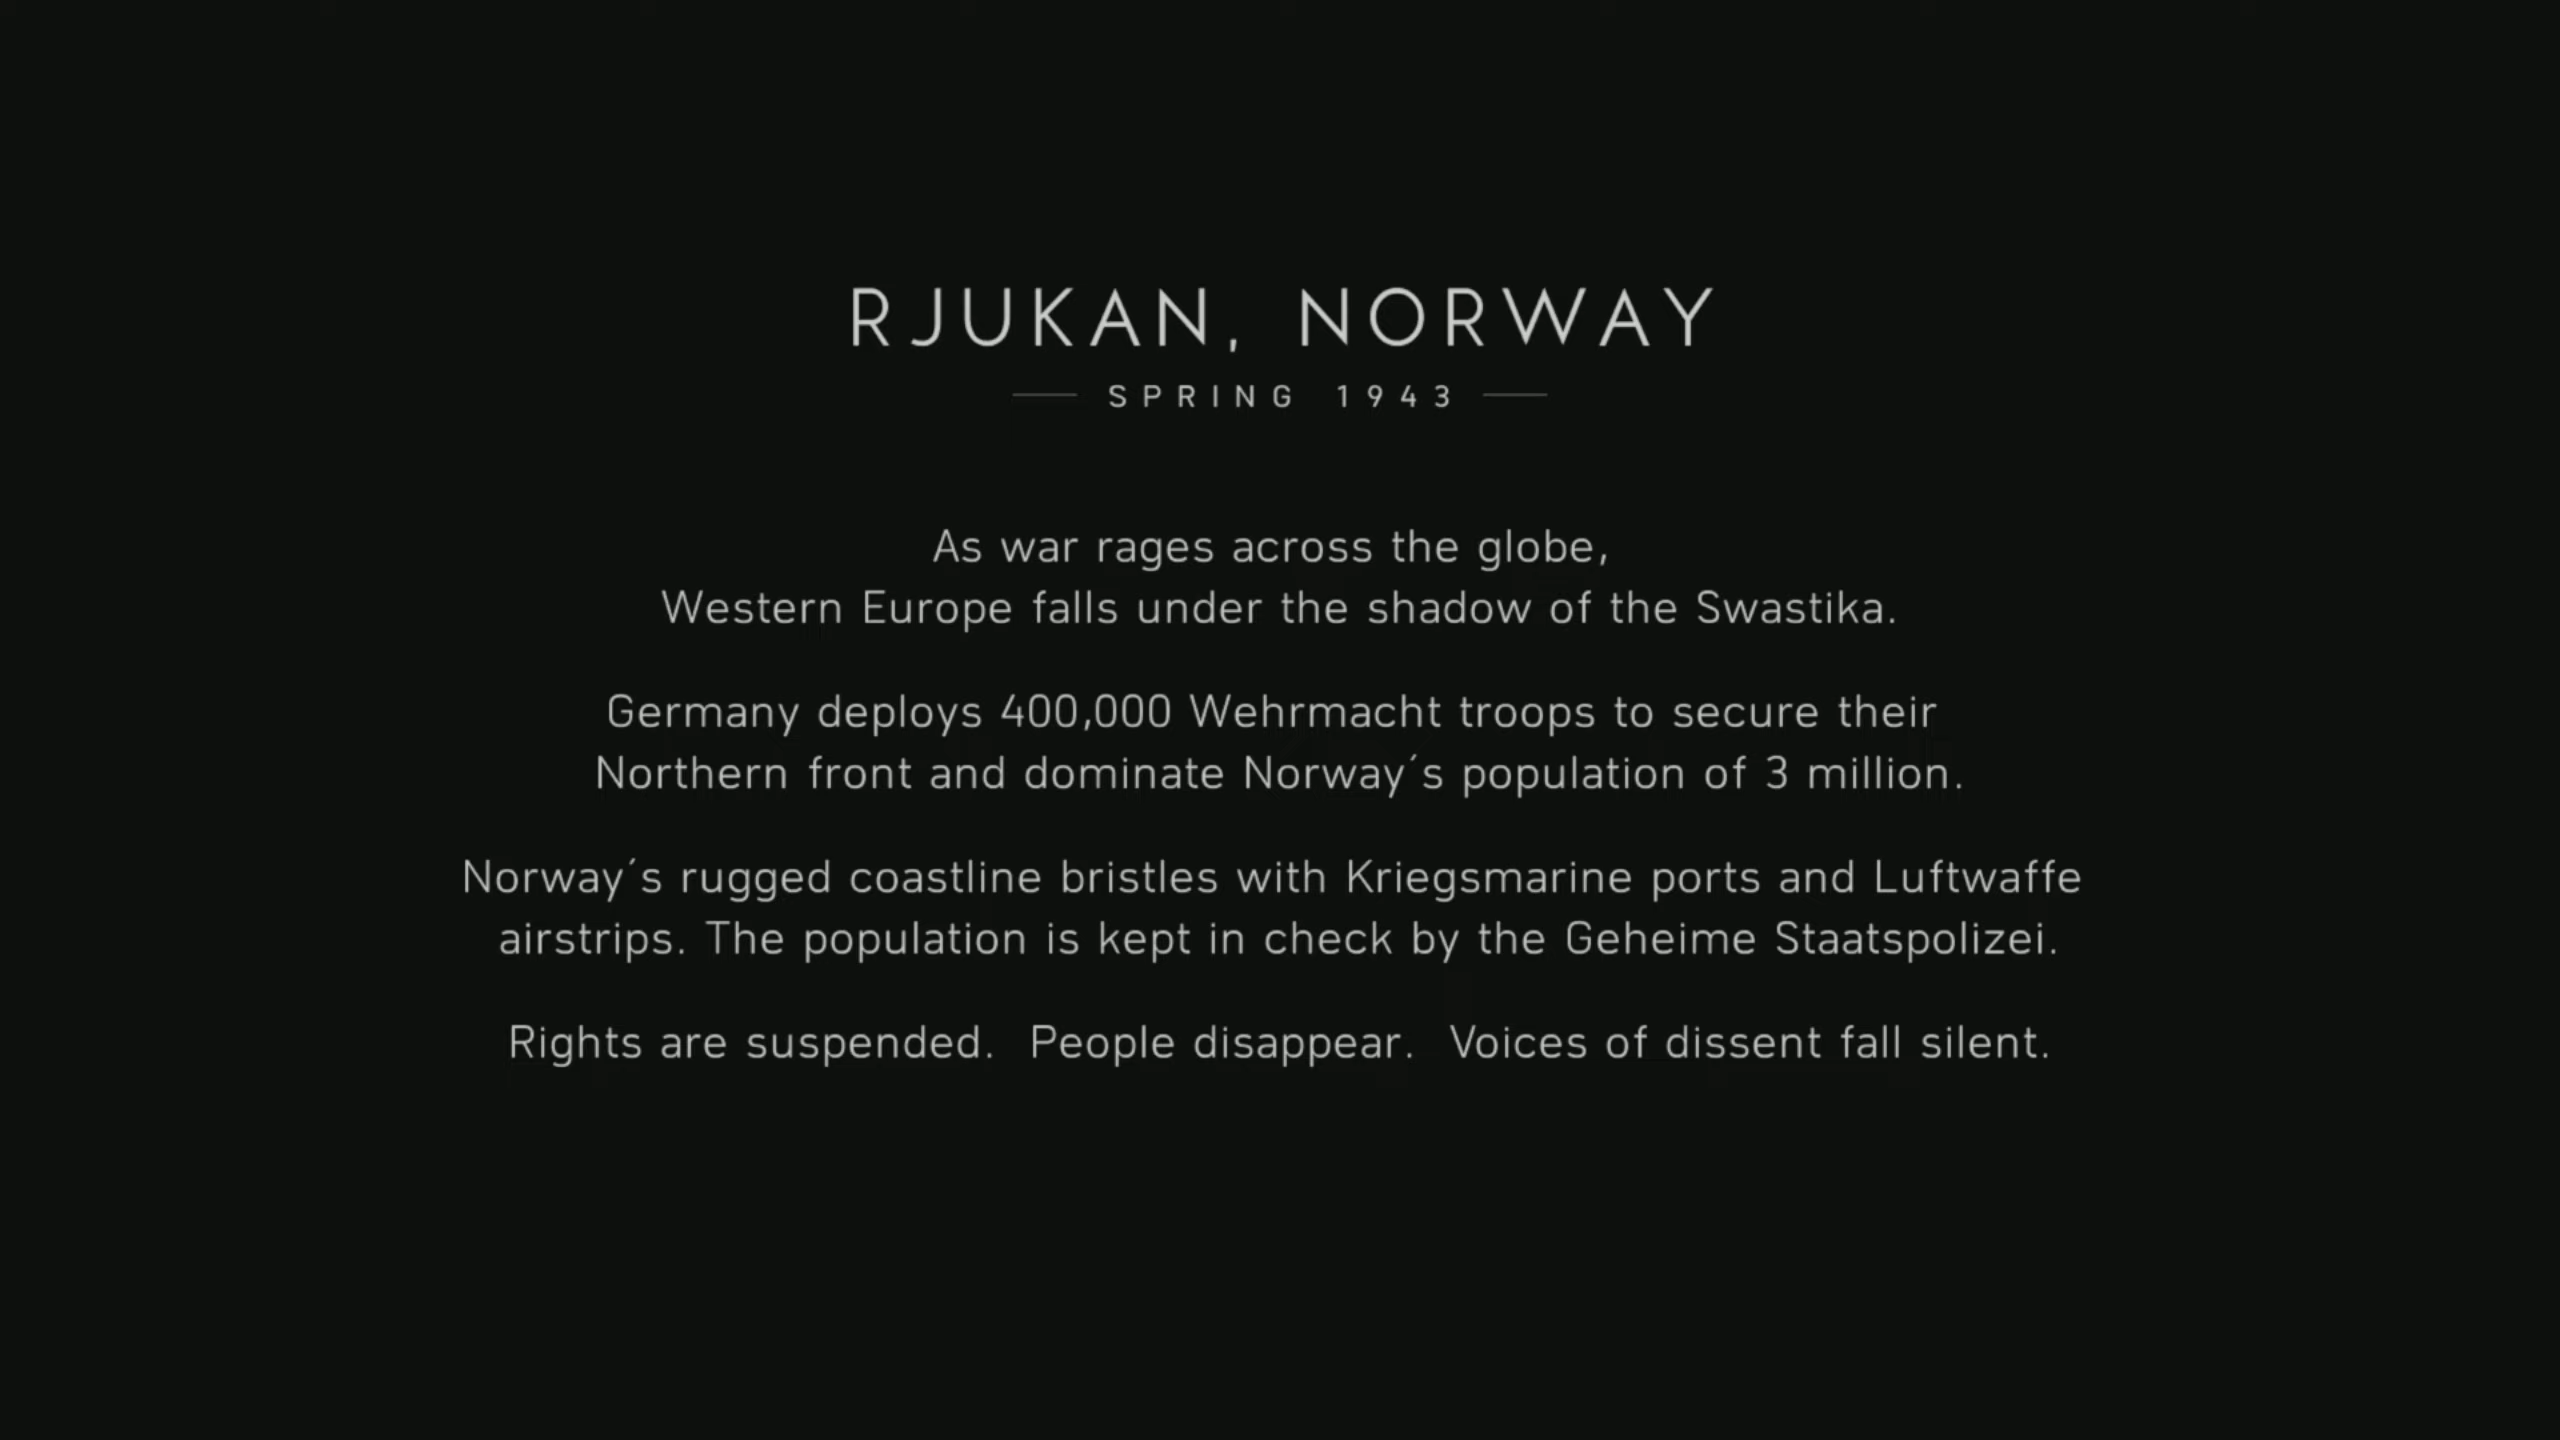 RJUKAN, NORWAY
SPRING 1943
As war rages across the globe,
Western Europe falls under the shadow of the Swastika.
Germany deploys 400,000 Wehrmacht troops to secure their
Northern front and dominate Norway´s population of 3 million.
Norway´s rugged coastline bristles with Kriegsmarine ports and Luftwaffe
airstrips. The population is kept in check by the Geheime Staatspolizei.
Rights are suspended. People disappear. Voices of dissent fall silent.